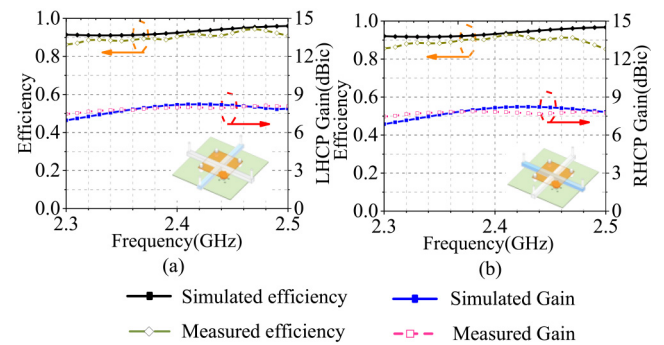 1.0
0.8
0.6
0.4
0.2
0.0
Efficiency
15
12
9
6
3
0
LHCP Gain(dBic)
2.3
2.4
2.5
Frequency(GHz)
(a)
1.0
0.8
0.6
0.4
0.2
0.0
Efficiency
15
12
9
6
3
0
RHCP Gain(dBic)
2.3
2.4
2.5
Frequency(GHz)
(b)
Simulated efficiency
Simulated Gain
Measured efficiency
Measured Gain